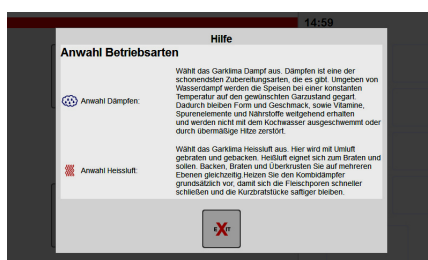 14:59
Hilfe
Anwahl Betriebsarten
Wählt das Garklima Dampf aus. Dämpfen ist eine der
schonendsten Zubereitungsarten, die es gibt. Umgeben von
Wasserdampf werden die Speisen bei einer konstanten
Temperatur auf den gewünschten Garzustand gegart.
Anwahl Dämpfen:
Dadurch bleiben Form und Geschmack, sowie Vitamine,
Spurenelemente und Nährstoffe weitgehend erhalten
und werden nicht mit dem Kochwasser ausgeschwemmt oder
durch übermäßige Hitze zerstört.
Wählt das Garklima Heissluft aus. Hier wird mit Umluft
gebraten und gebacken. Heißluft eignet sich zum Braten und
sollen. Backen, Braten und Überkrusten Sie auf mehreren
Anwahl Heissluft:
Ebenen gleichzeitig.Heizen Sie den Kombidämpfer
grundsätzlich vor, damit sich die Fleischporen schneller
schließen und die Kurzbratstücke saftiger bleiben.
EXIT